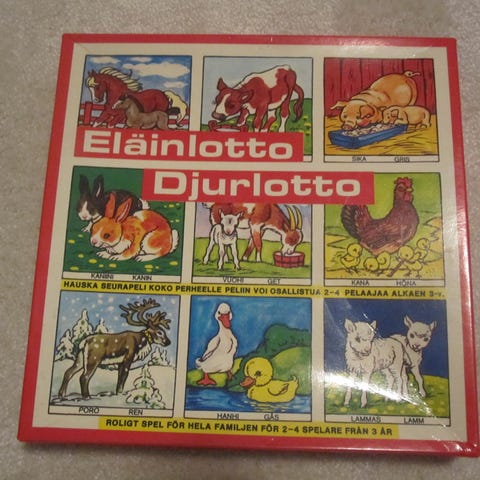 Eläinlotto
SIKA GRIS
Djurlotto
KANIINI KANIN
VUOHI GET
KANA HÖNA
HAUSKA SEURAPELI KOKO PERHEELLE PELIIN VOI OSALLISTUA 2-4 PELAAJAA ALKAEN 3-v.
PORO REN
HANHI GÅS
LAMMAS LAMM
ROLIGT SPEL FÖR HELA FAMILJEN FÖR 2-4 SPELARE FRÅN 3 ÅR